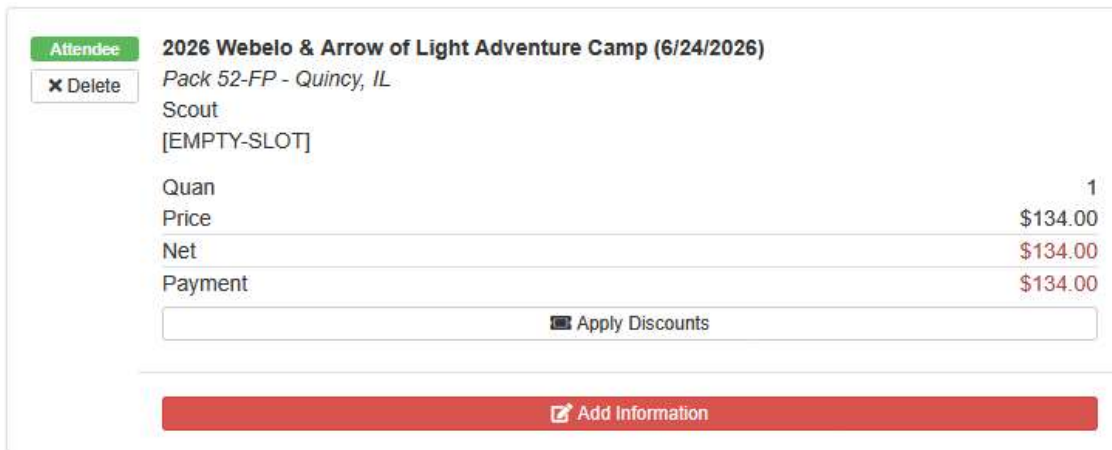 Attendee
2026 Webelo & Arrow of Light Adventure Camp (6/24/2026)
Delete
Pack 52-FP - Quincy, IL
Scout
[EMPTY-SLOT]
Quan 1
Price $134.00
Net $134.00
Payment $134.00
Apply Discounts
Add Information